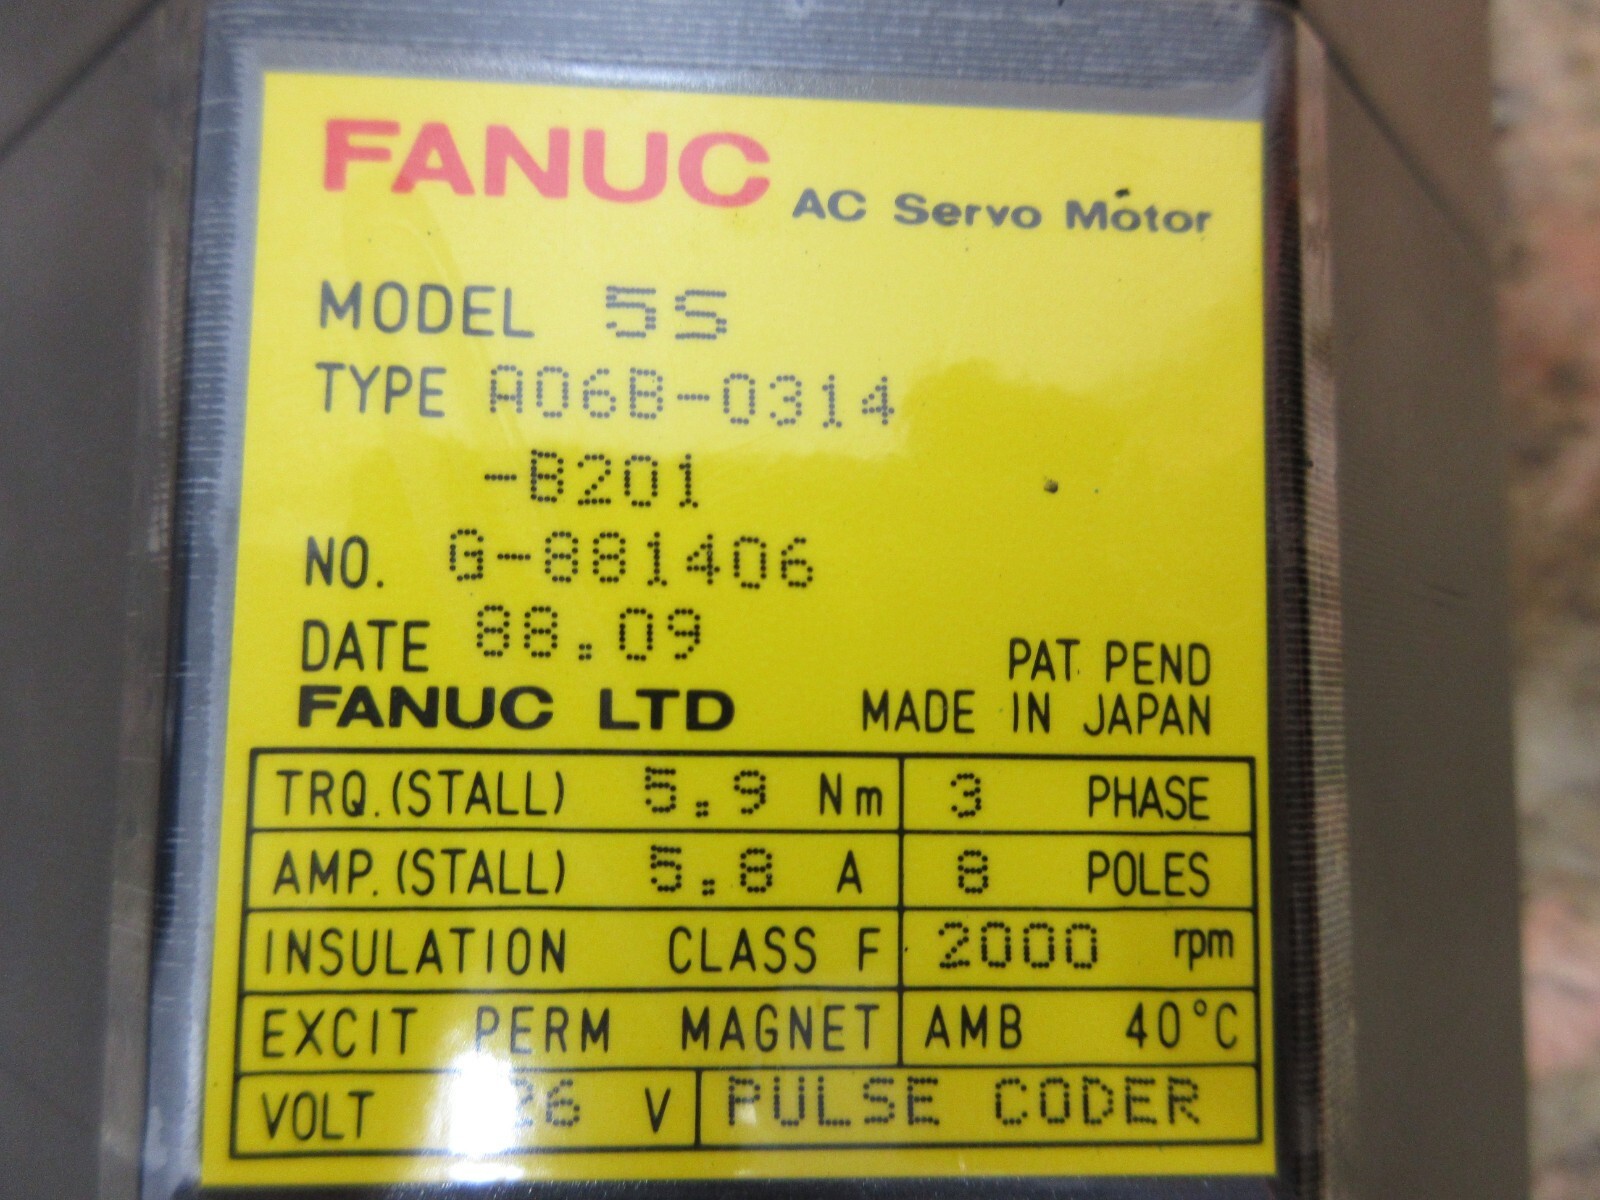 FANUC AC Servo Motor
MODEL 5S
TYPE A06B-0314
-B201
NO. G-881406
DATE 88.09
PAT. PEND
FANUC LTD MADE IN JAPAN
TRQ.(STALL) 5.9 Nm 3 PHASE
AMP.(STALL) 5.8 A 8 POLES
INSULATION CLASS F 2000 rpm
EXCIT PERM MAGNET AMB 40°C
VOLT V PULSE CODER